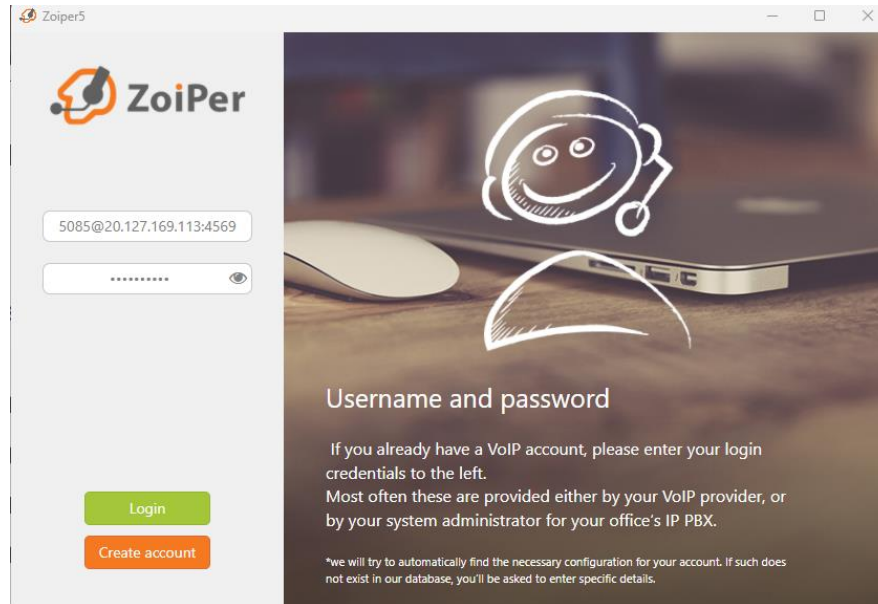 Zoiper5
ZoiPer
5085@20.127.169.113:4569
••••••••••
Username and password
If you already have a VoIP account, please enter your login
credentials to the left.
Most often these are provided either by your VoIP provider, or
by your system administrator for your office's IP PBX.
Login
Create account
*we will try to automatically find the necessary configuration for your account. If such does
not exist in our database, you'll be asked to enter specific details.